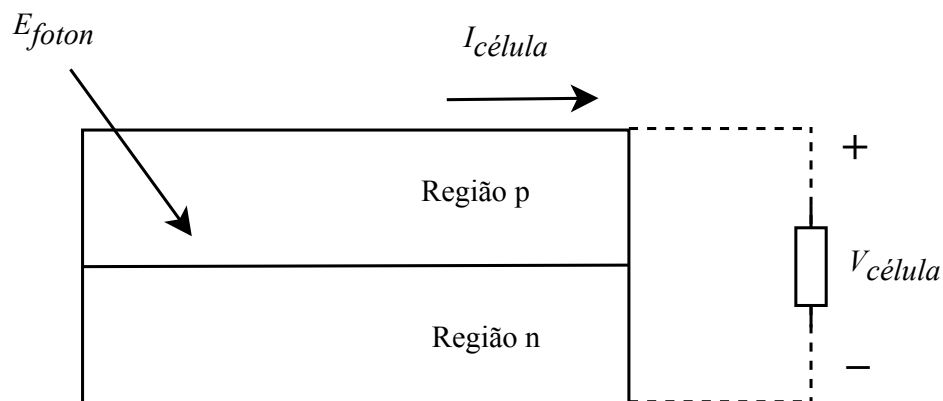 E_foton
I_célula
+
Região p
V_célula
Região n
−